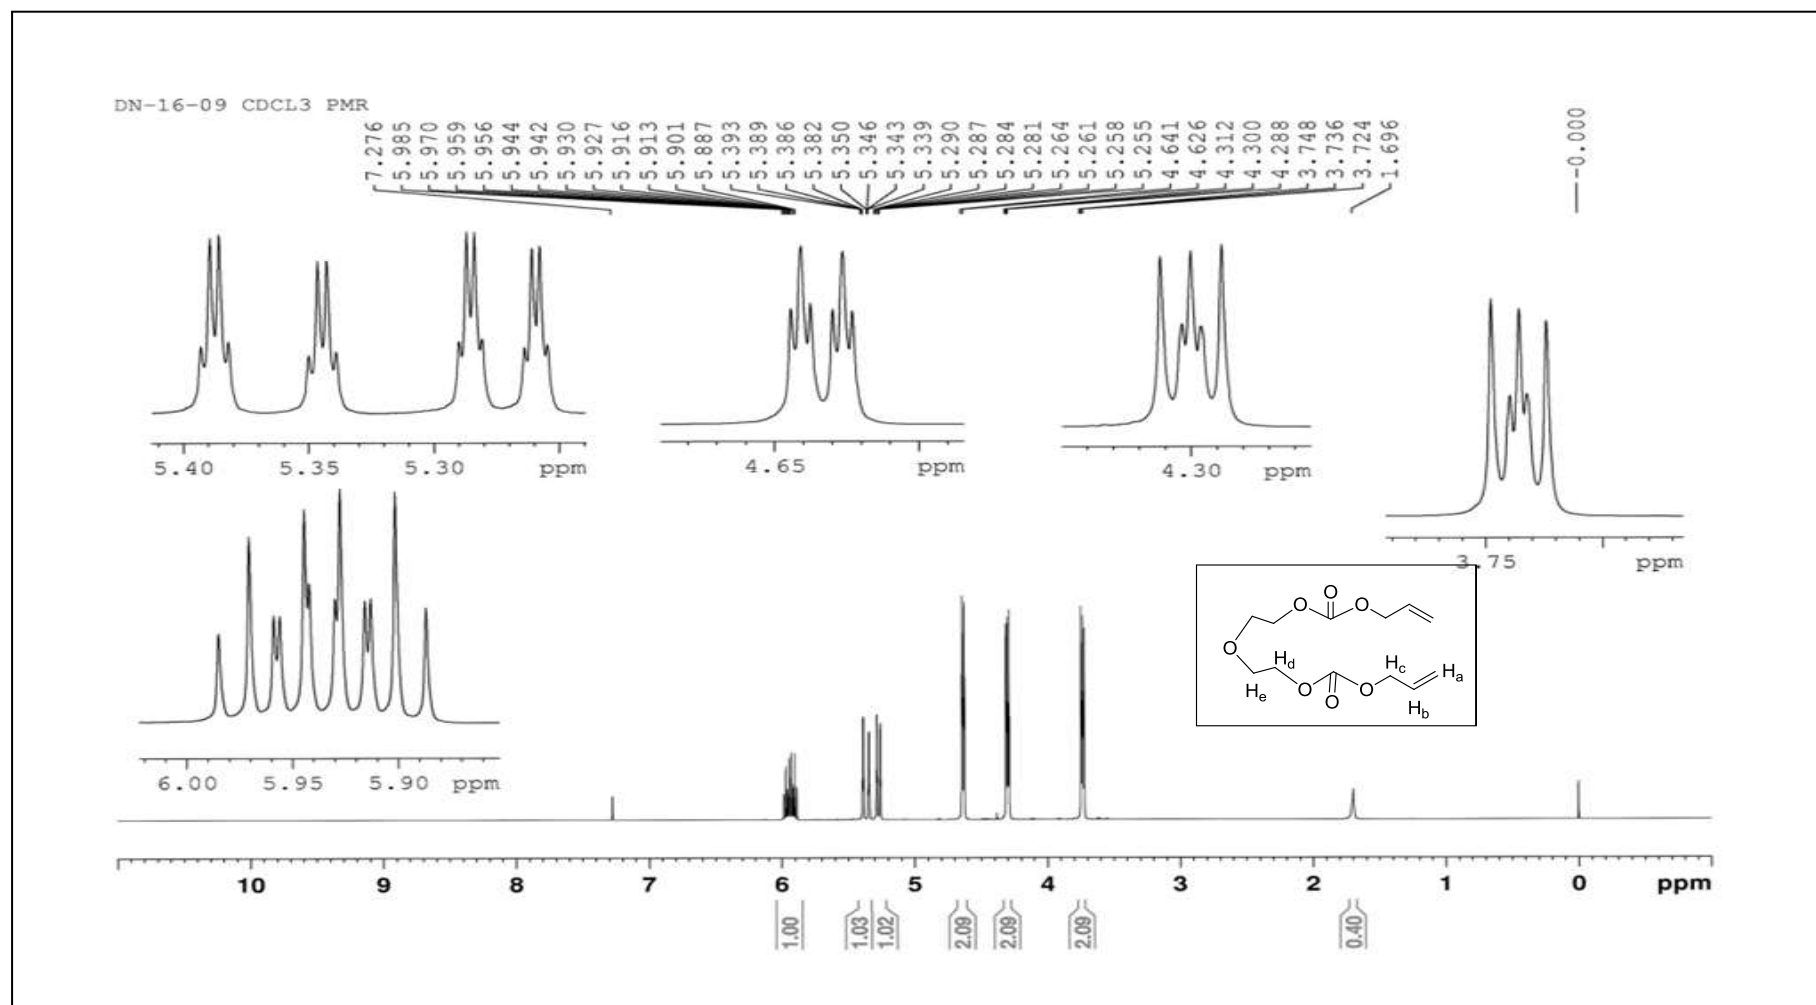 DN-16-09 CDCL3 PMR
7.276
5.985
5.970
5.959
5.956
5.944
5.942
5.930
5.927
5.916
5.913
5.901
5.887
5.393
5.389
5.386
5.382
5.350
5.346
5.343
5.339
5.290
5.287
5.284
5.281
5.264
5.261
5.258
5.255
4.641
4.626
4.312
4.300
4.288
3.748
3.736
3.724
1.696
-0.000
5.40 5.35 5.30 ppm
4.65 ppm
4.30 ppm
3.75 ppm
6.00 5.95 5.90 ppm
O O
O
O
Hd Hc Ha
He O O
O Hb
10 9 8 7 6 5 4 3 2 1 0 ppm
1.00 1.03 1.02 2.09 2.09 2.09 0.40